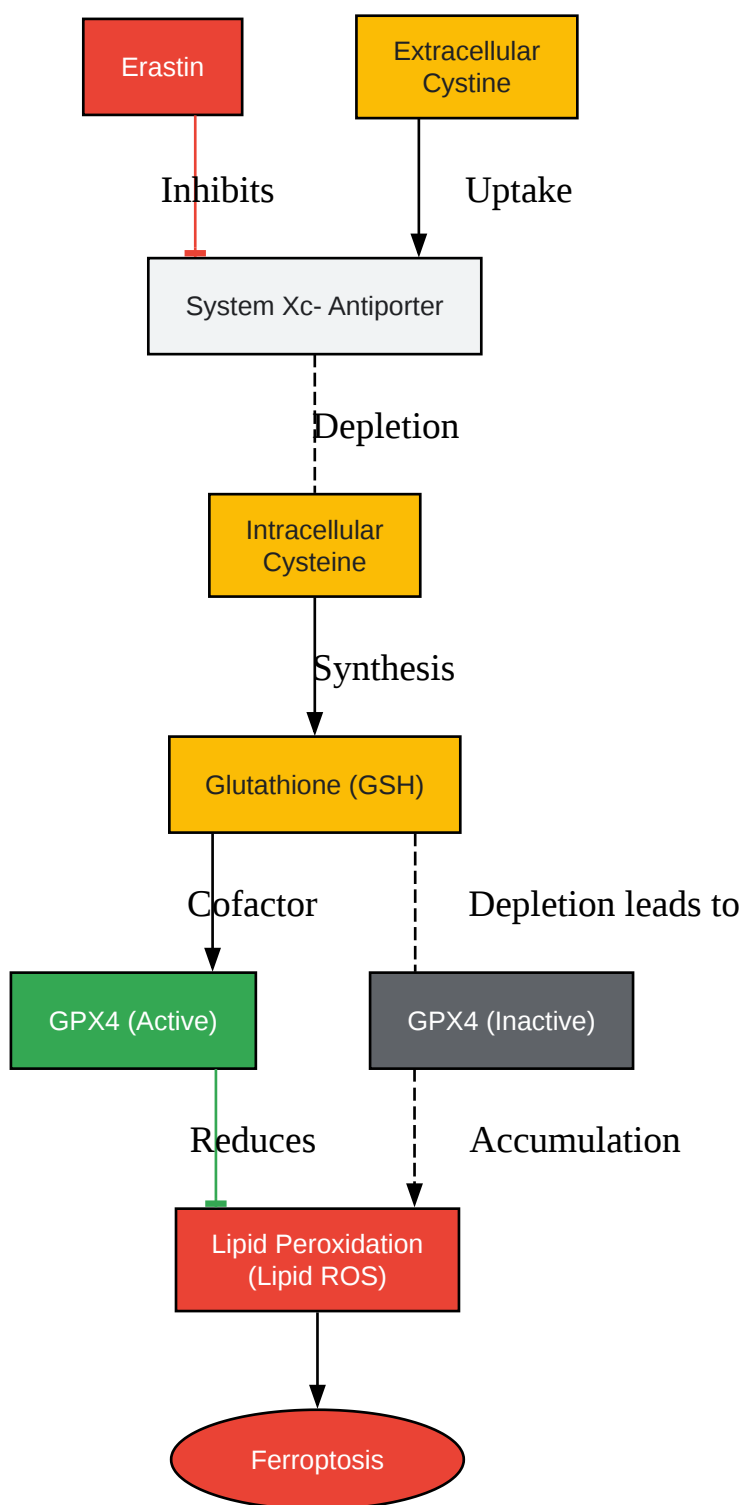 Erastin
Extracellular
Cystine
Inhibits
Uptake
System Xc- Antiporter
Depletion
Intracellular
Cysteine
Synthesis
Glutathione (GSH)
Cofactor
Depletion leads to
GPX4 (Active)
GPX4 (Inactive)
Reduces
Accumulation
Lipid Peroxidation
(Lipid ROS)
Ferroptosis